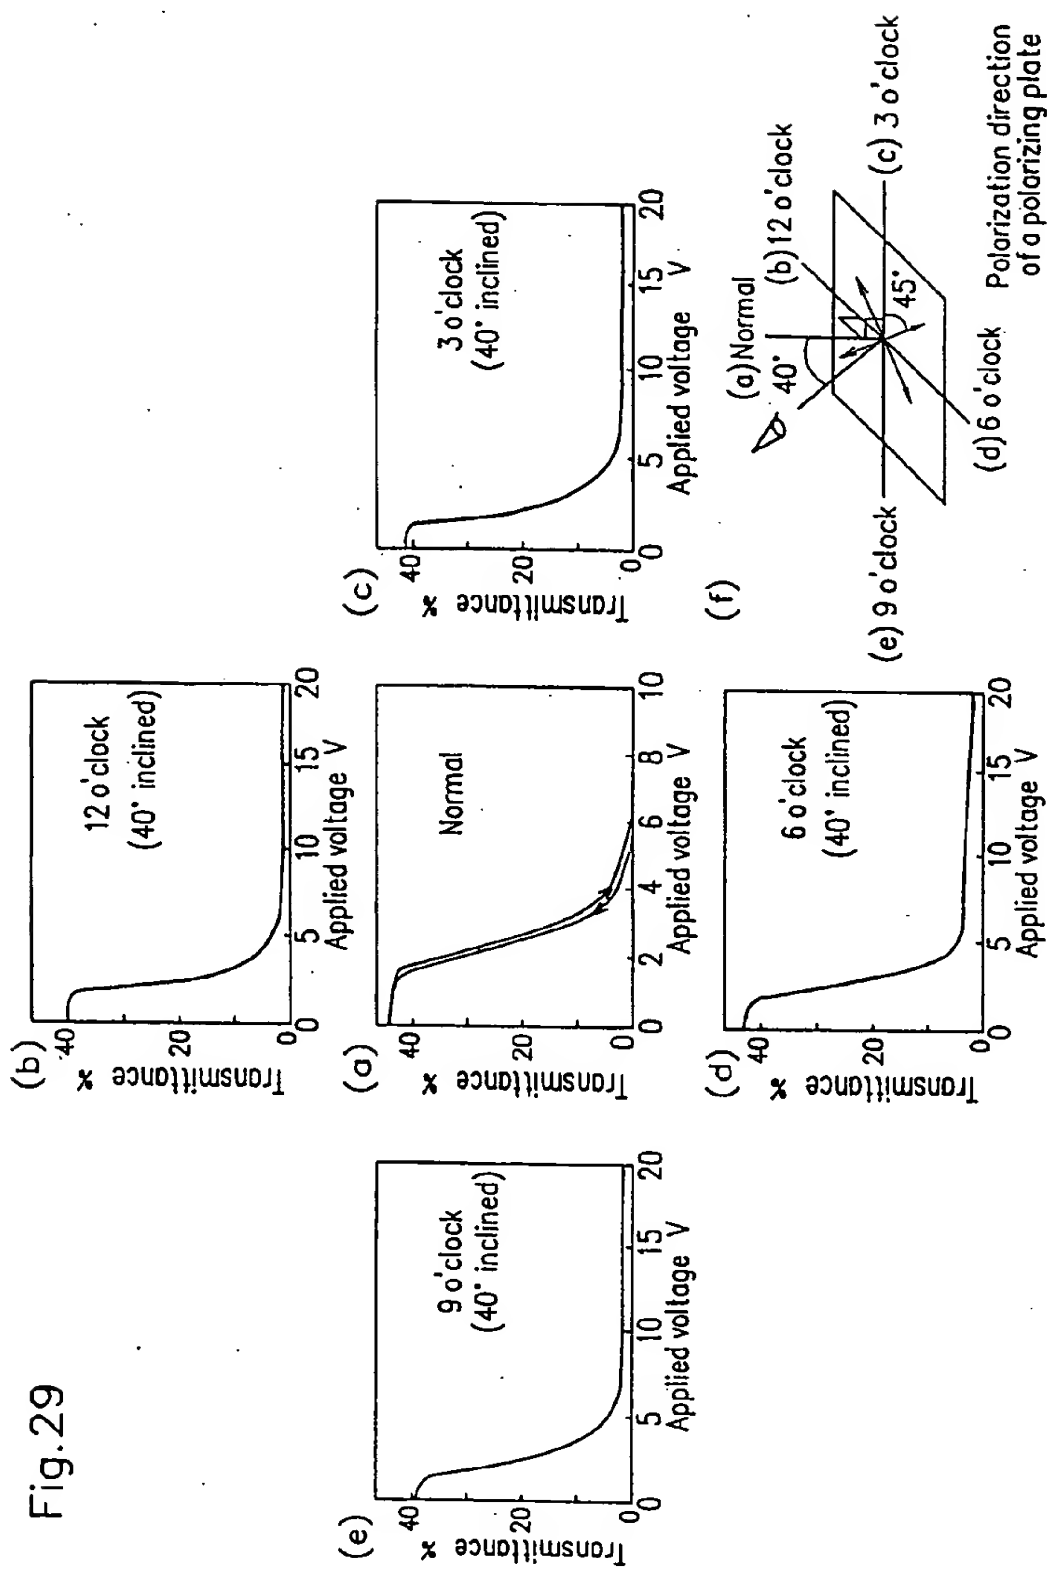 Fig.29
(b)
Transmittance %
40
20
0
12 o'clock
(40° inclined)
0 5 10 15 20
Applied voltage V
(e)
Transmittance %
40
20
0
9 o'clock
(40° inclined)
0 5 10 15 20
Applied voltage V
(a)
Transmittance %
40
20
0
Normal
0 2 4 6 8 10
Applied voltage V
(c)
Transmittance %
40
20
0
3 o'clock
(40° inclined)
0 5 10 15 20
Applied voltage V
(d)
Transmittance %
40
20
0
6 o'clock
(40° inclined)
0 5 10 15 20
Applied voltage V
(f)
(a) Normal
40°
(b) 12 o'clock
(e) 9 o'clock
(c) 3 o'clock
45°
(d) 6 o'clock
Polarization direction
of a polarizing plate